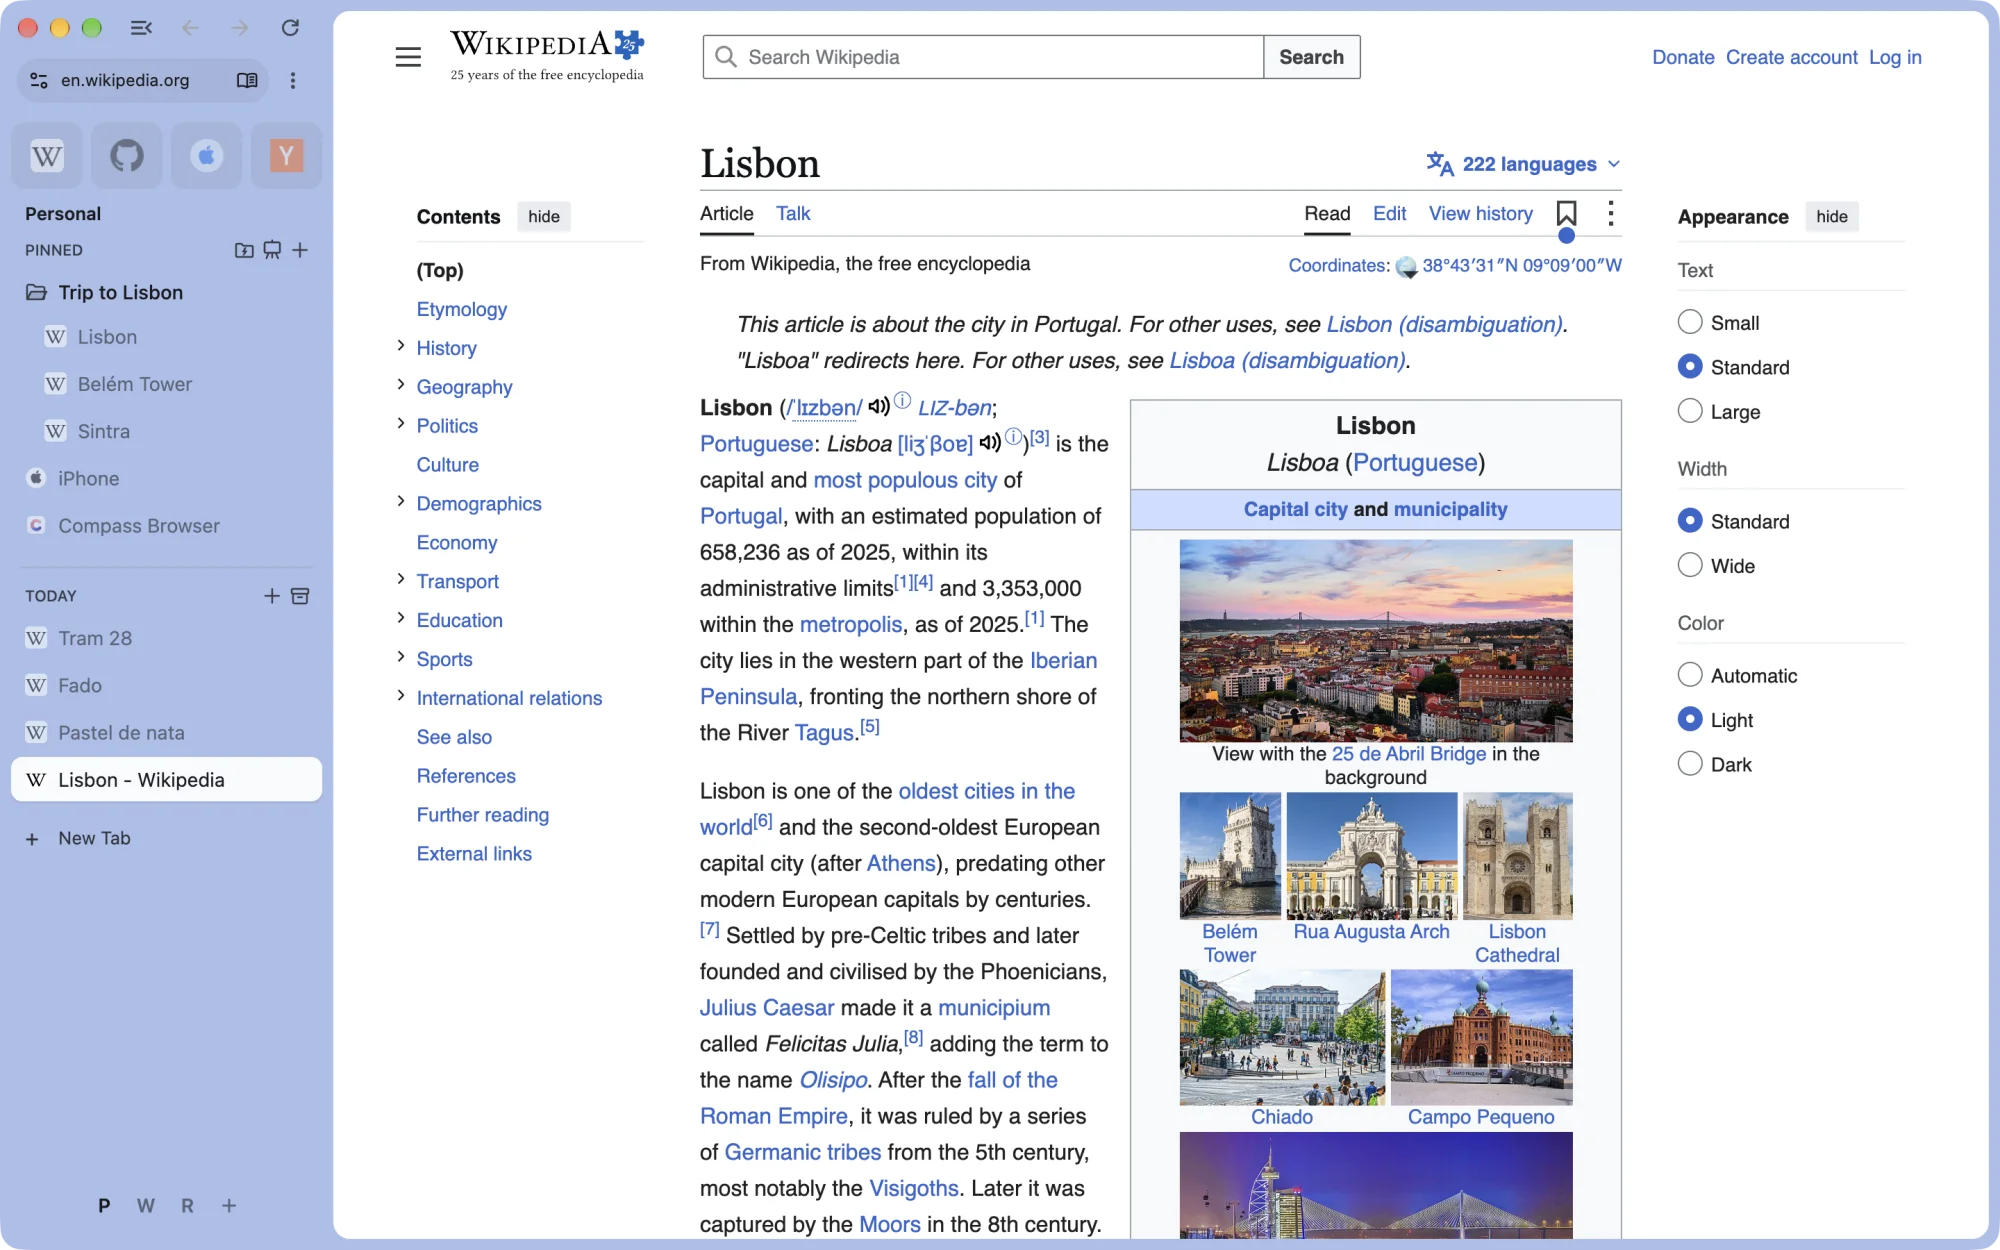 en.wikipedia.org
Personal
PINNED
Trip to Lisbon
Lisbon
Belém Tower
Sintra
iPhone
Compass Browser
TODAY
Tram 28
Fado
Pastel de nata
Lisbon - Wikipedia
New Tab
P W R +
WIKIPEDIA 25
25 years of the free encyclopedia
Search Wikipedia
Search
Donate Create account Log in
Contents hide
(Top)
Etymology
History
Geography
Politics
Culture
Demographics
Economy
Transport
Education
Sports
International relations
See also
References
Further reading
External links
Lisbon
222 languages
Article Talk
Read Edit View history
From Wikipedia, the free encyclopedia
Coordinates: 38°43′31″N 09°09′00″W
This article is about the city in Portugal. For other uses, see Lisbon (disambiguation).
"Lisboa" redirects here. For other uses, see Lisboa (disambiguation).
Lisbon (/ˈlɪzbən/ ⓘ LIZ-bən;
Portuguese: Lisboa [liʒˈβoɐ] ⓘ)[3] is the
capital and most populous city of
Portugal, with an estimated population of
658,236 as of 2025, within its
administrative limits[1][4] and 3,353,000
within the metropolis, as of 2025.[1] The
city lies in the western part of the Iberian
Peninsula, fronting the northern shore of
the River Tagus.[5]
Lisbon is one of the oldest cities in the
world[6] and the second-oldest European
capital city (after Athens), predating other
modern European capitals by centuries.
[7] Settled by pre-Celtic tribes and later
founded and civilised by the Phoenicians,
Julius Caesar made it a municipium
called Felicitas Julia,[8] adding the term to
the name Olisipo. After the fall of the
Roman Empire, it was ruled by a series
of Germanic tribes from the 5th century,
most notably the Visigoths. Later it was
captured by the Moors in the 8th century.
Lisbon
Lisboa (Portuguese)
Capital city and municipality
View with the 25 de Abril Bridge in the
background
Belém
Tower
Rua Augusta Arch
Lisbon
Cathedral
Chiado
Campo Pequeno
Appearance hide
Text
Small
Standard
Large
Width
Standard
Wide
Color
Automatic
Light
Dark